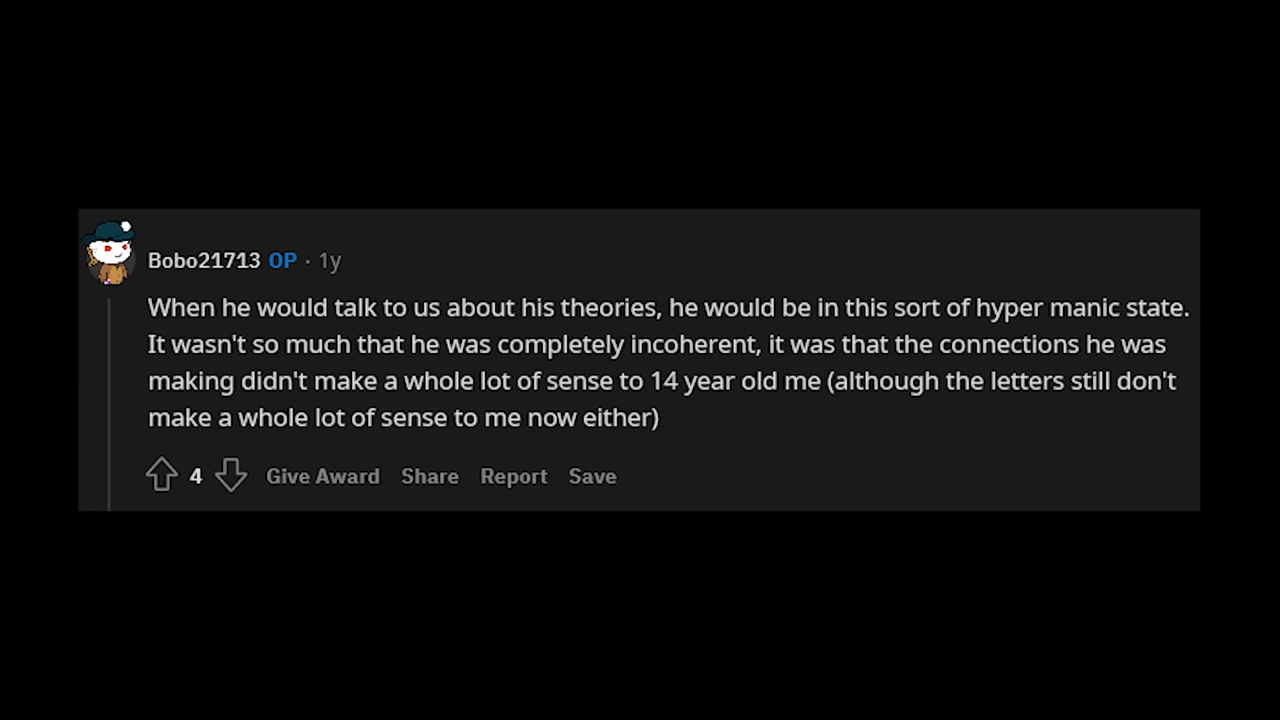 Bobo21713 OP · 1y
When he would talk to us about his theories, he would be in this sort of hyper manic state.
It wasn't so much that he was completely incoherent, it was that the connections he was
making didn't make a whole lot of sense to 14 year old me (although the letters still don't
make a whole lot of sense to me now either)
4 Give Award Share Report Save